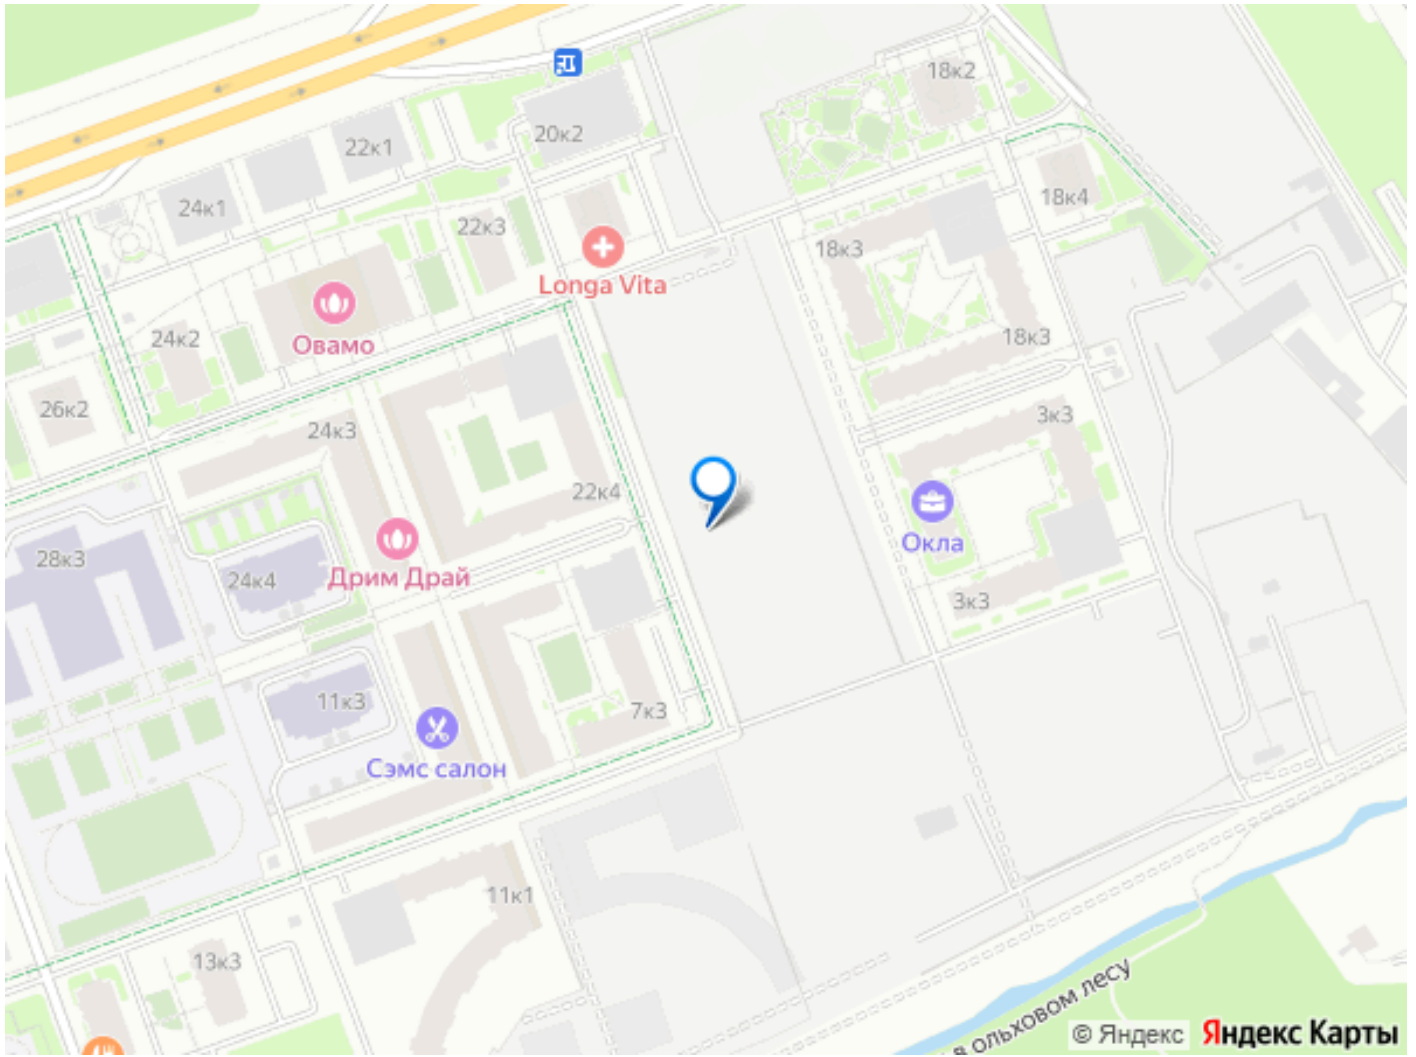 18к2
22к1
20к2
24к1
18к4
22к3
18к3
Longa Vita
24к2
Овамо
18к3
26к2
24к3
3к3
22к4
Окла
28к3
24к4
Дрим Драй
3к3
11к3
7к3
Сэмс салон
11к1
13к3
в ольховом лесу
© Яндекс
Яндекс Карты